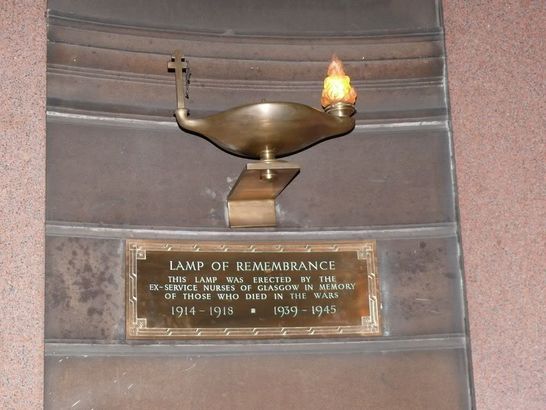 LAMP OF REMEMBRANCE
THIS LAMP WAS ERECTED BY THE
EX-SERVICE NURSES OF GLASGOW IN MEMORY
OF THOSE WHO DIED IN THE WARS
1914 – 1918 ▪ 1939 – 1945